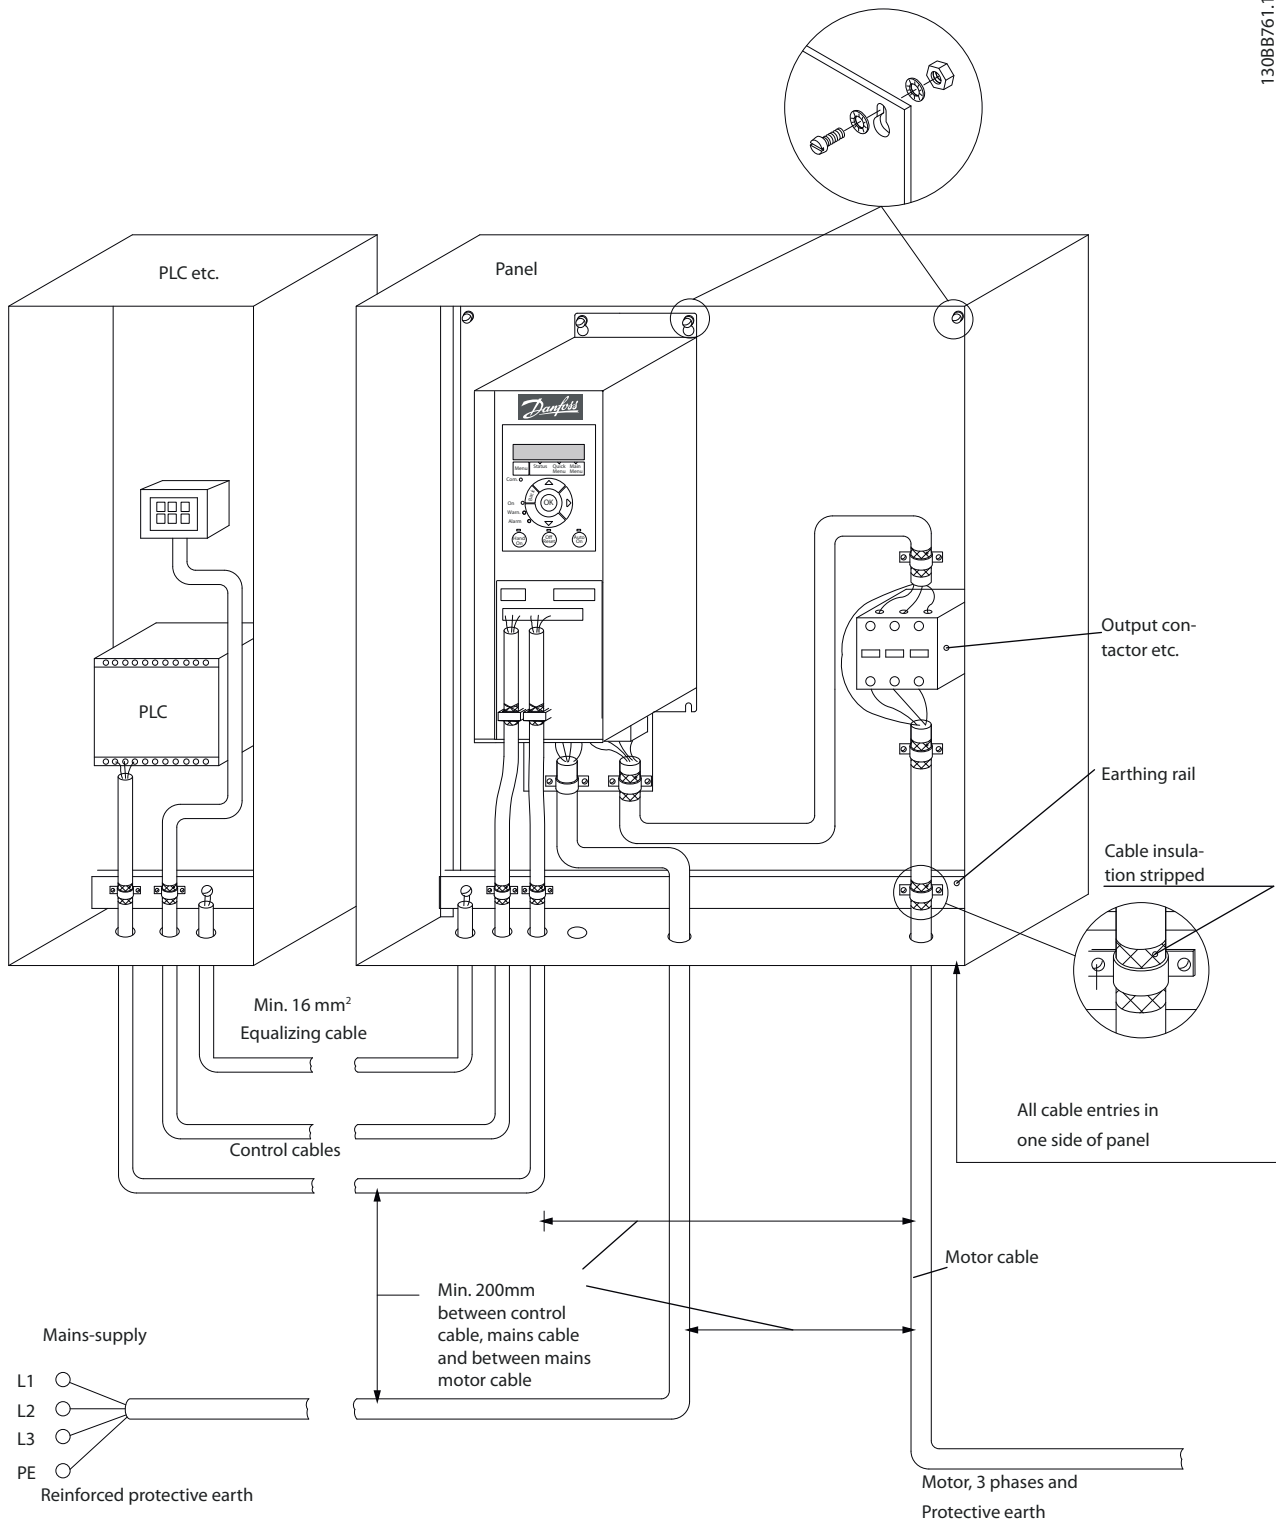 130BB761.1
PLC etc.
Panel
Danfoss
Menu
Status
Quick
Menu
Main
Menu
Com.
Back
OK
On
Warn.
Alarm
Hand
On
Off
Reset
Auto
On
PLC
Output con-
tactor etc.
Earthing rail
Cable insula-
tion stripped
Min. 16 mm²
Equalizing cable
All cable entries in
one side of panel
Control cables
Motor cable
Min. 200mm
between control
cable, mains cable
and between mains
motor cable
Mains-supply
L1
L2
L3
PE
Reinforced protective earth
Motor, 3 phases and
Protective earth